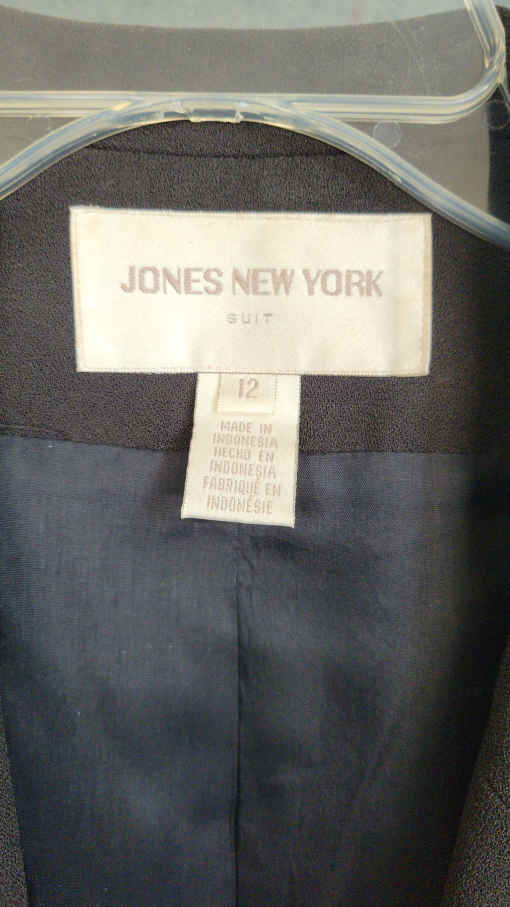 JONES NEW YORK
SUIT
12
MADE IN
INDONESIA
HECHO EN
INDONESIA
FABRIQUÉ EN
INDONÉSIE